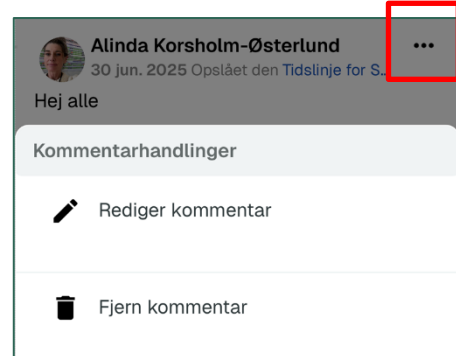 Alinda Korsholm-Østerlund
30 jun. 2025 Opslået den Tidslinje for S..
Hej alle
Kommentarhandlinger
Rediger kommentar
Fjern kommentar